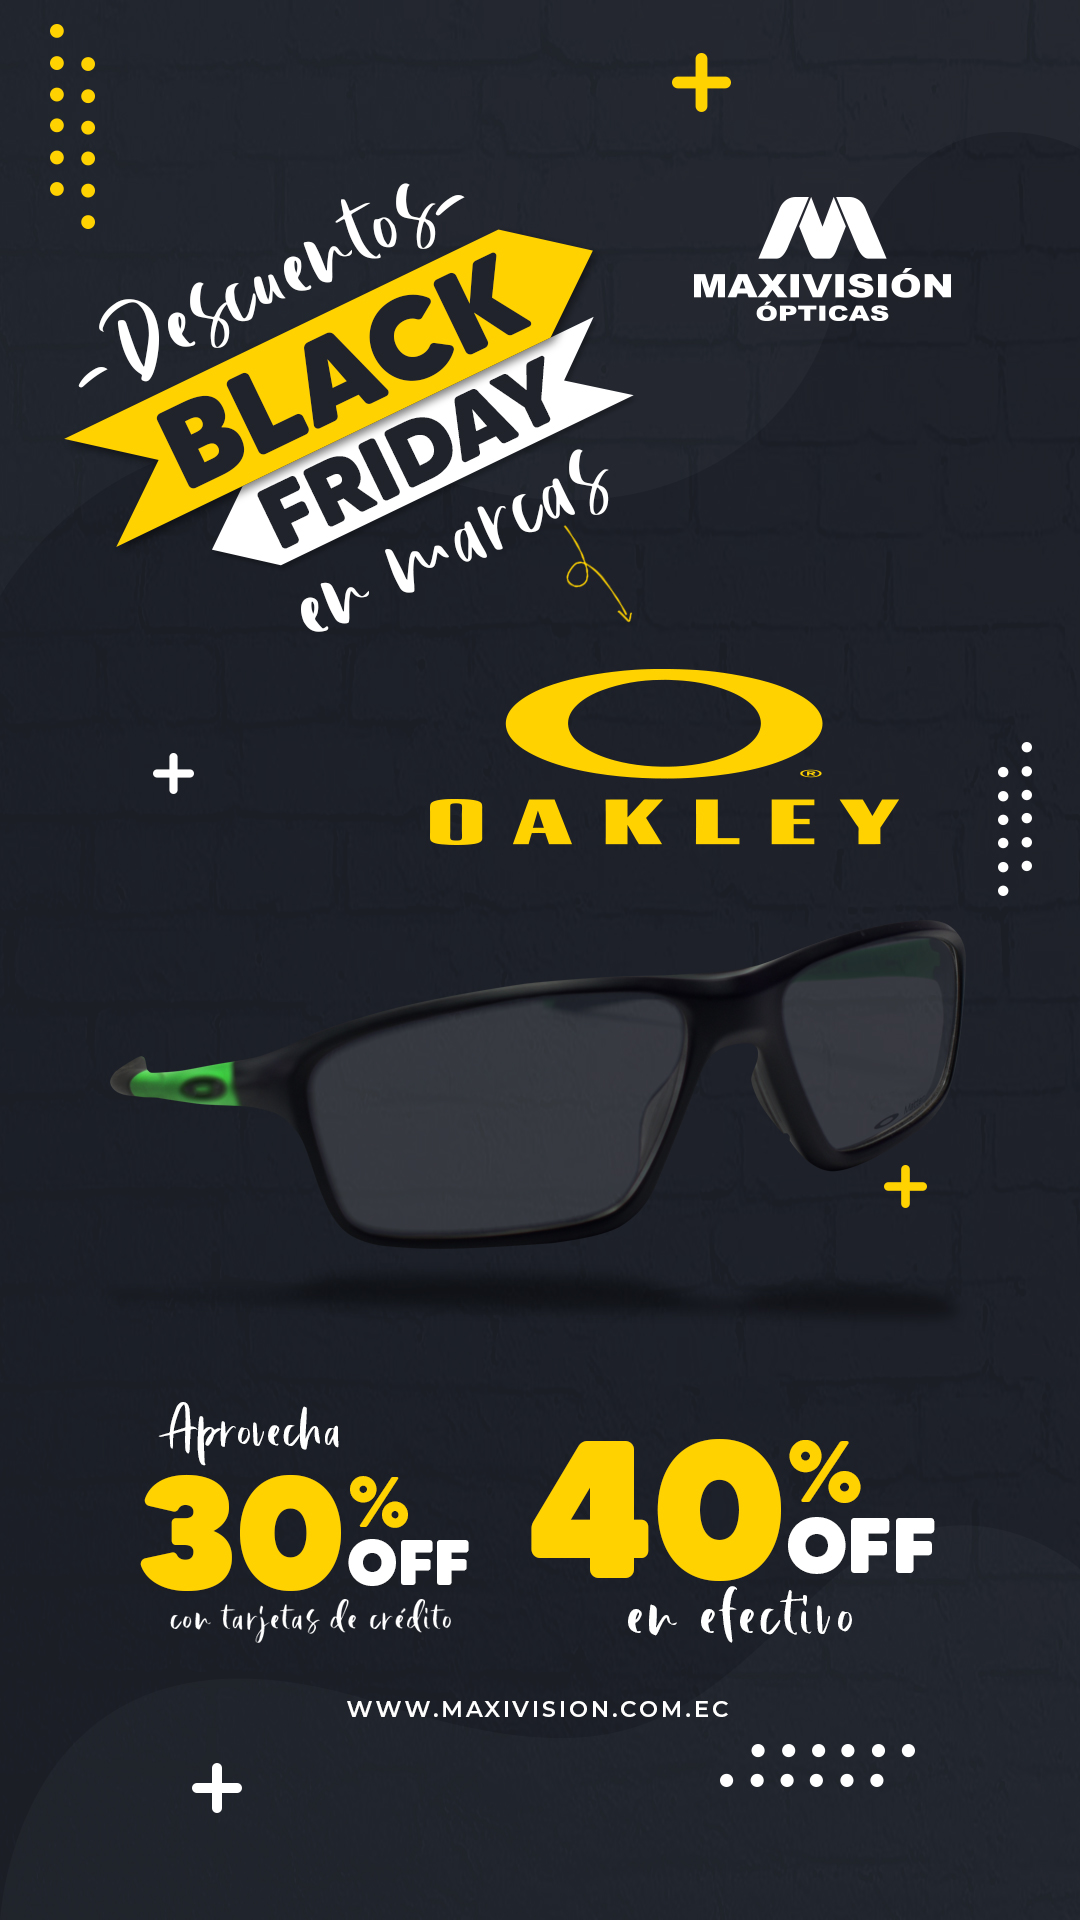 Descuentos
BLACK
FRIDAY
en marcas
MAXIVISIÓN
ÓPTICAS
OAKLEY®
Aprovecha
30% OFF
con tarjetas de crédito
40% OFF
en efectivo
WWW.MAXIVISION.COM.EC